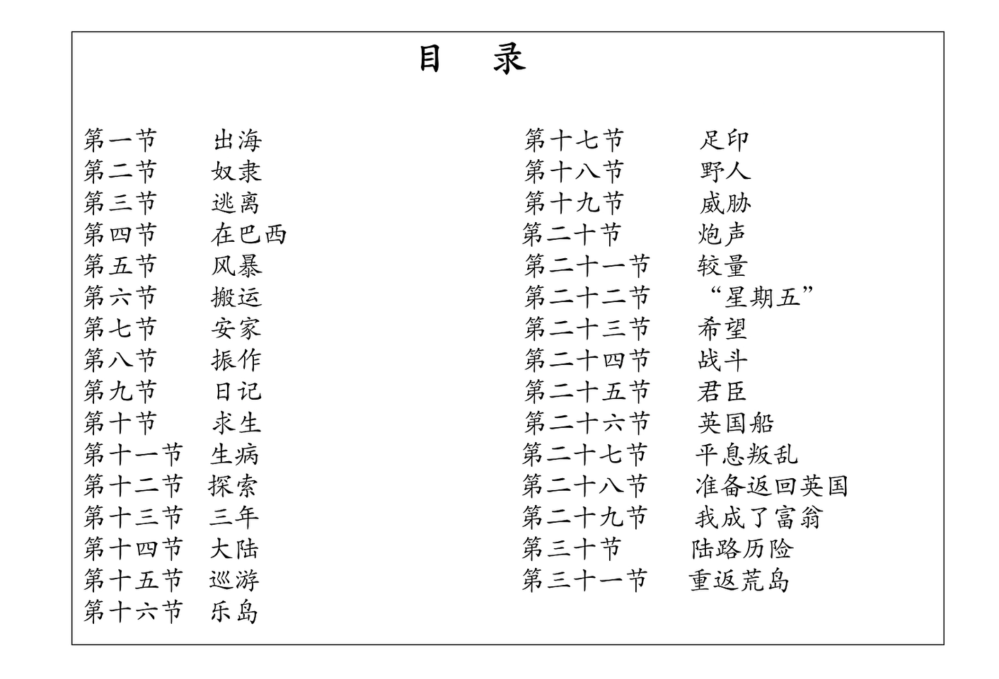 目 录
第一节 出海
第二节 奴隶
第三节 逃离
第四节 在巴西
第五节 风暴
第六节 搬运
第七节 安家
第八节 振作
第九节 日记
第十节 求生
第十一节 生病
第十二节 探索
第十三节 三年
第十四节 大陆
第十五节 巡游
第十六节 乐岛
第十七节 足印
第十八节 野人
第十九节 威胁
第二十节 炮声
第二十一节 较量
第二十二节 “星期五”
第二十三节 希望
第二十四节 战斗
第二十五节 君臣
第二十六节 英国船
第二十七节 平息叛乱
第二十八节 准备返回英国
第二十九节 我成了富翁
第三十节 陆路历险
第三十一节 重返荒岛